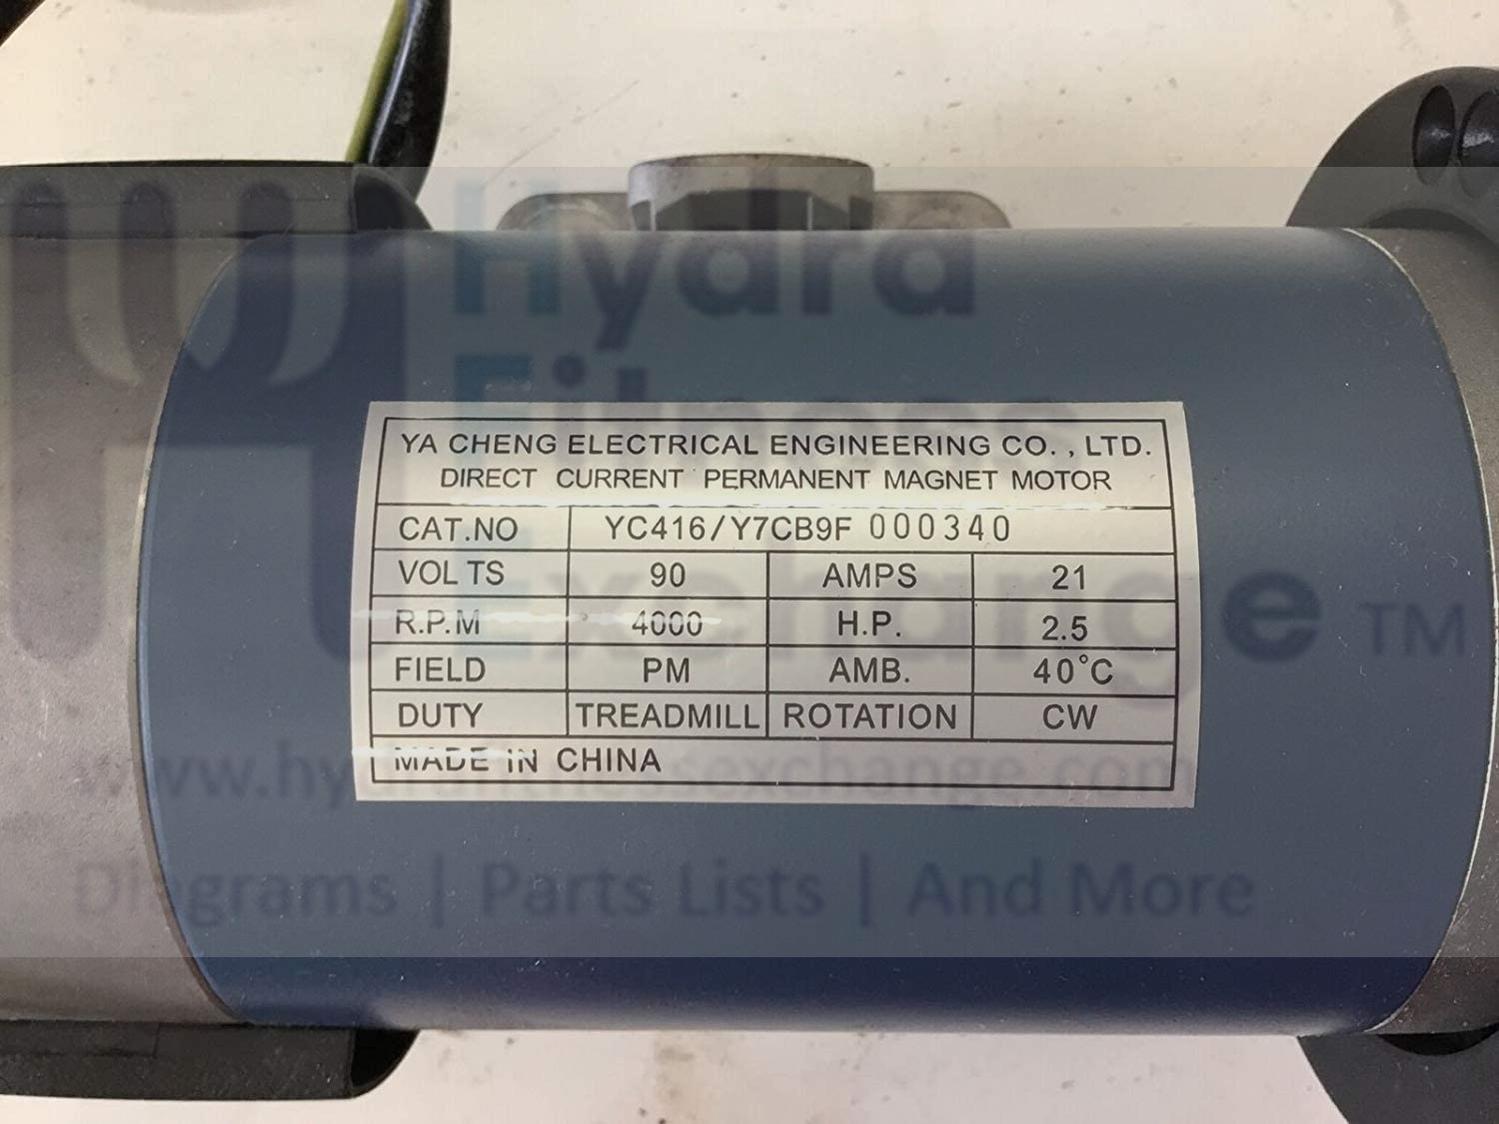 Hydra
Fitness
Exchange TM
www.hydrafitnessexchange.com
Diagrams | Parts Lists | And More
YA CHENG ELECTRICAL ENGINEERING CO. , LTD.
DIRECT CURRENT PERMANENT MAGNET MOTOR
CAT.NO YC416/Y7CB9F 000340
VOLTS 90 AMPS 21
R.P.M 4000 H.P. 2.5
FIELD PM AMB. 40°C
DUTY TREADMILL ROTATION CW
MADE IN CHINA